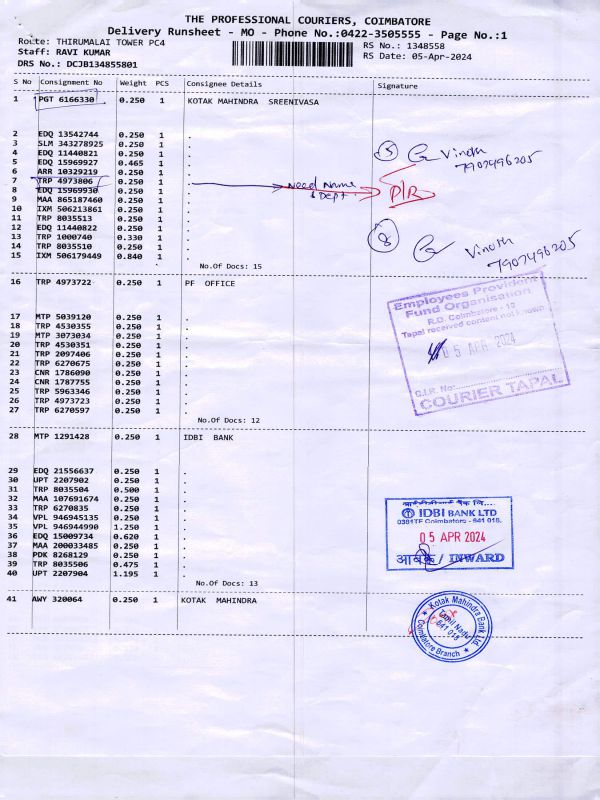 THE PROFESSIONAL COURIERS, COIMBATORE
Delivery Runsheet - MO - Phone No.:0422-3505555 - Page No.:1
Route: THIRUMALAI TOWER PC4
RS No.: 1348558
Staff: RAVI KUMAR
RS Date: 05-Apr-2024
DRS No.: DCJB134855801
S No Consignment No Weight PCS Consignee Details Signature
1 PGT 6166330 0.250 1 KOTAK MAHINDRA SREENIVASA
2 EDQ 13542744 0.250 1 .
3 SLM 343278925 0.250 1 .
4 EDQ 11440821 0.250 1 .
5 EDQ 15969927 0.465 1 .
6 ARR 10329219 0.250 1 .
7 TRP 4973806 0.250 1 .
8 EDQ 15969930 0.250 1 .
9 MAA 865187460 0.250 1 .
10 IXM 506213861 0.250 1 .
11 TRP 8035513 0.250 1 .
12 EDQ 11440822 0.250 1 .
13 TRP 1000740 0.330 1 .
14 TRP 8035510 0.250 1 .
15 IXM 506179449 0.840 1 .
No.Of Docs: 15
5 Vinoth
7907496205
Need Name
& Dept
P/R
8 Vinoth
7907496205
16 TRP 4973722 0.250 1 PF OFFICE
17 MTP 5039120 0.250 1 .
18 TRP 4530355 0.250 1 .
19 MTP 3073034 0.250 1 .
20 TRP 4530351 0.250 1 .
21 TRP 2097406 0.250 1 .
22 TRP 6270675 0.250 1 .
23 CNR 1786090 0.250 1 .
24 CNR 1787755 0.250 1 .
25 TRP 5963346 0.250 1 .
26 TRP 4973723 0.250 1 .
27 TRP 6270597 0.250 1 .
No.Of Docs: 12
Employees Provident
Fund Organisation
R.O. Coimbatore - 12
Tapal received content not known
05 APR 2024
C.I.R. No:
COURIER TAPAL
28 MTP 1291428 0.250 1 IDBI BANK
29 EDQ 21556637 0.250 1 .
30 UPT 2207902 0.250 1 .
31 TRP 8035504 0.500 1 .
32 MAA 107691674 0.250 1 .
33 TRP 6270835 0.250 1 .
34 VPL 946945135 0.250 1 .
35 VPL 946944990 1.250 1 .
36 EDQ 15009734 0.620 1 .
37 MAA 200033485 0.250 1 .
38 PDK 8268129 0.250 1 .
39 TRP 8035506 0.475 1 .
40 UPT 2207904 1.195 1 .
No.Of Docs: 13
IDBI BANK LTD
Coimbatore - 641 018.
05 APR 2024
आवक / INWARD
41 AWY 320064 0.250 1 KOTAK MAHINDRA
Kotak Mahindra Bank Ltd
Tamil Nadu
641 018
Coimbatore Branch